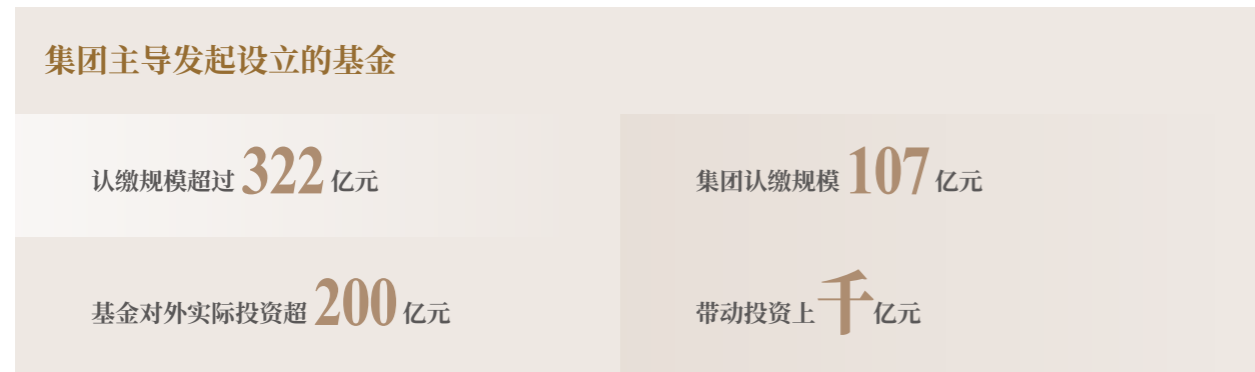 集团主导发起设立的基金
认缴规模超过322亿元
集团认缴规模107亿元
基金对外实际投资超200亿元
带动投资上千亿元